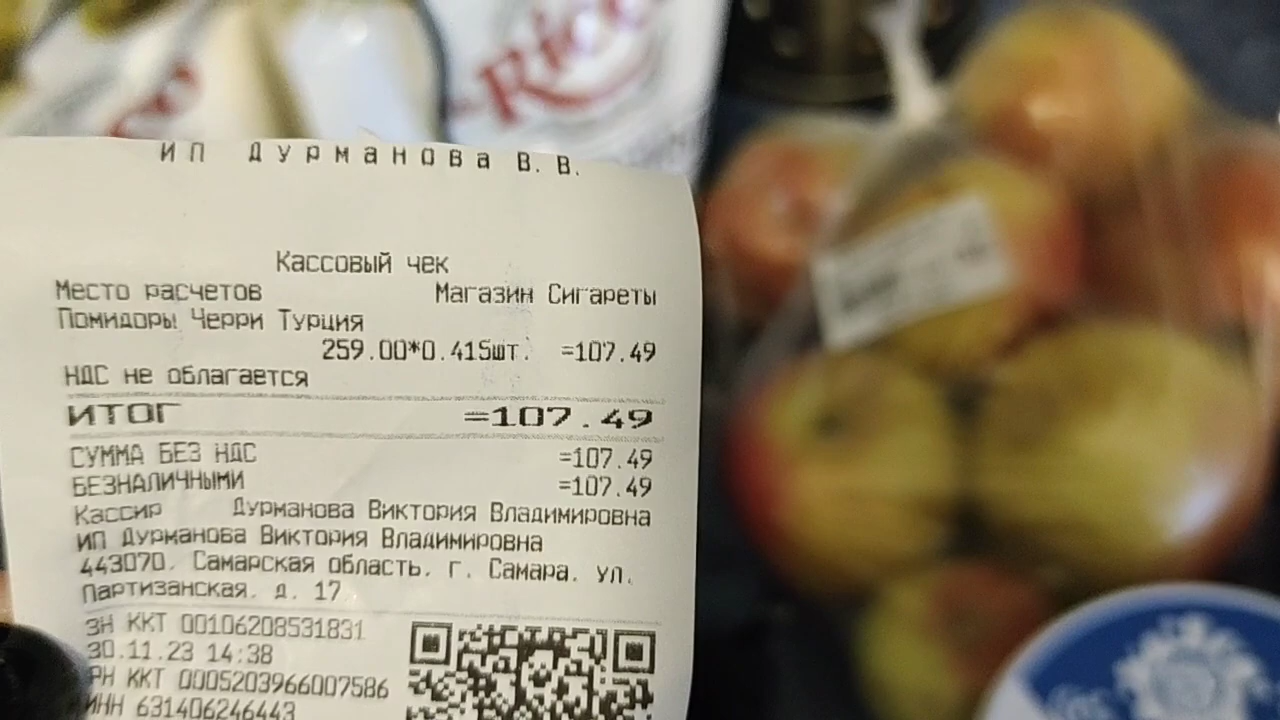 Rice
ИП Дурманова В. В.
Кассовый чек
Место расчетов Магазин Сигареты
Помидоры Черри Турция
259.00*0.415шт. =107.49
НДС не облагается
ИТОГ =107.49
СУММА БЕЗ НДС =107.49
БЕЗНАЛИЧНЫМИ =107.49
Кассир Дурманова Виктория Владимировна
ИП Дурманова Виктория Владимировна
443070, Самарская область, г. Самара, ул.
Партизанская, д. 17
ЗН ККТ 00106208531831
30.11.23 14:38
РН ККТ 0005203966007586
ИНН 631406246443